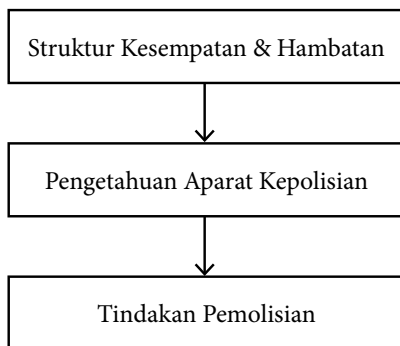 Struktur Kesempatan & Hambatan
Pengetahuan Aparat Kepolisian
Tindakan Pemolisian